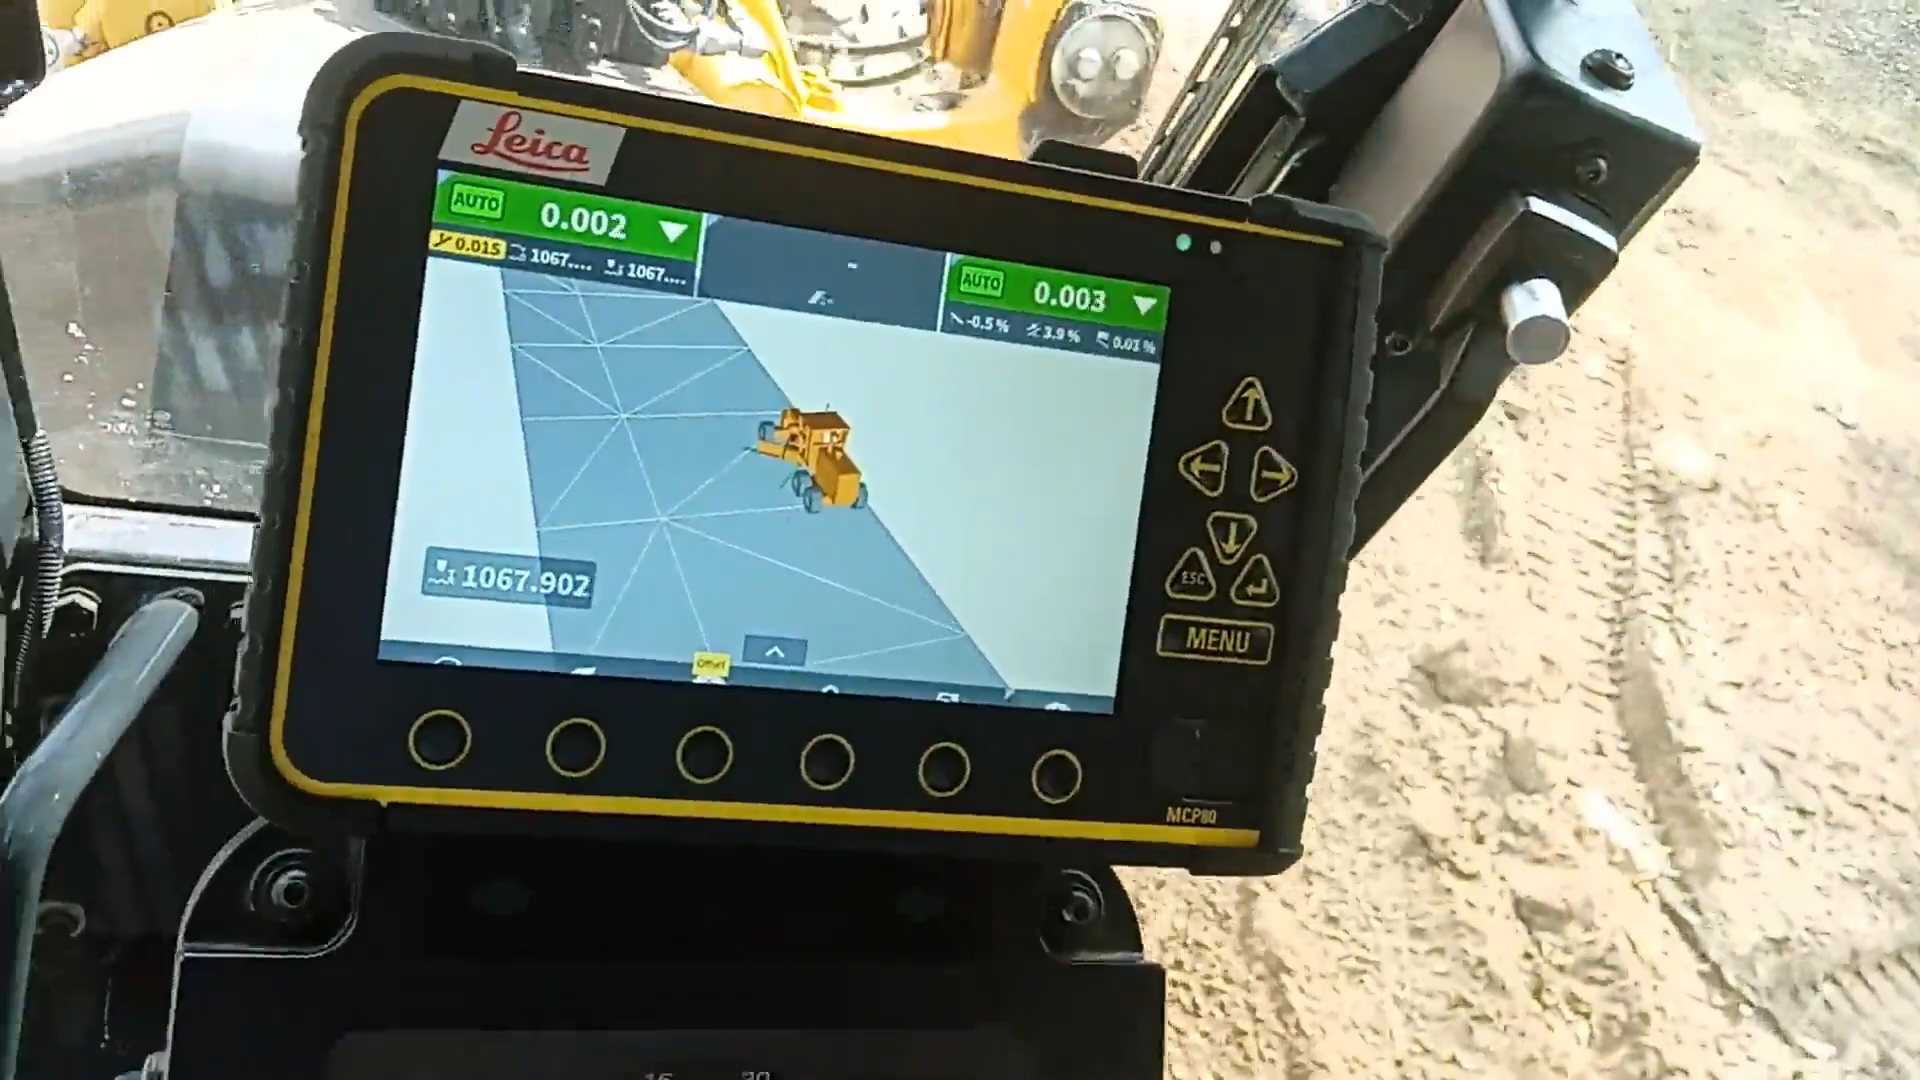 Leica
AUTO 0.002
0.015 1067.... 1067....
-
AUTO 0.003
-0.5 % 3.9 % 0.03 %
1067.902
Offset
ESC
MENU
MCP80